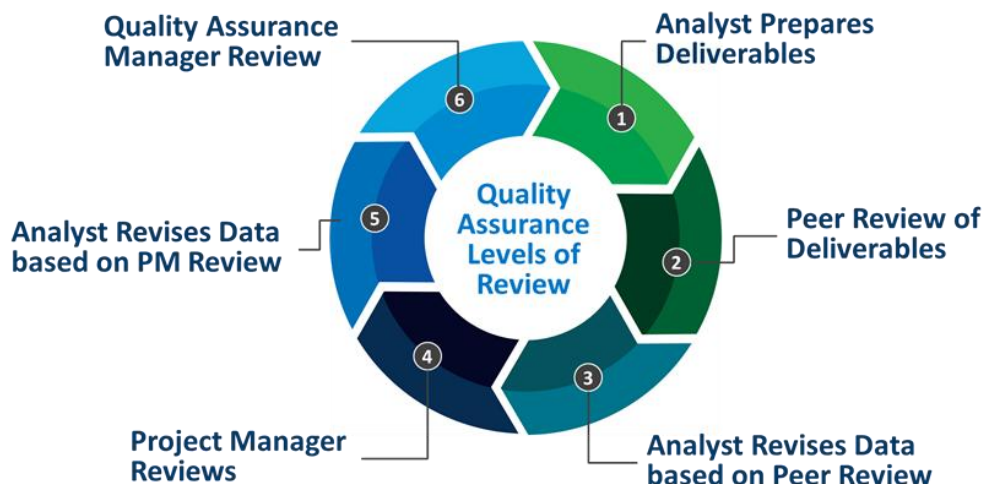 Quality Assurance
Manager Review
Analyst Prepares
Deliverables
6
1
Quality
Assurance
Levels of
Review
5
Analyst Revises Data
based on PM Review
Peer Review of
Deliverables
2
4
3
Project Manager
Reviews
Analyst Revises Data
based on Peer Review